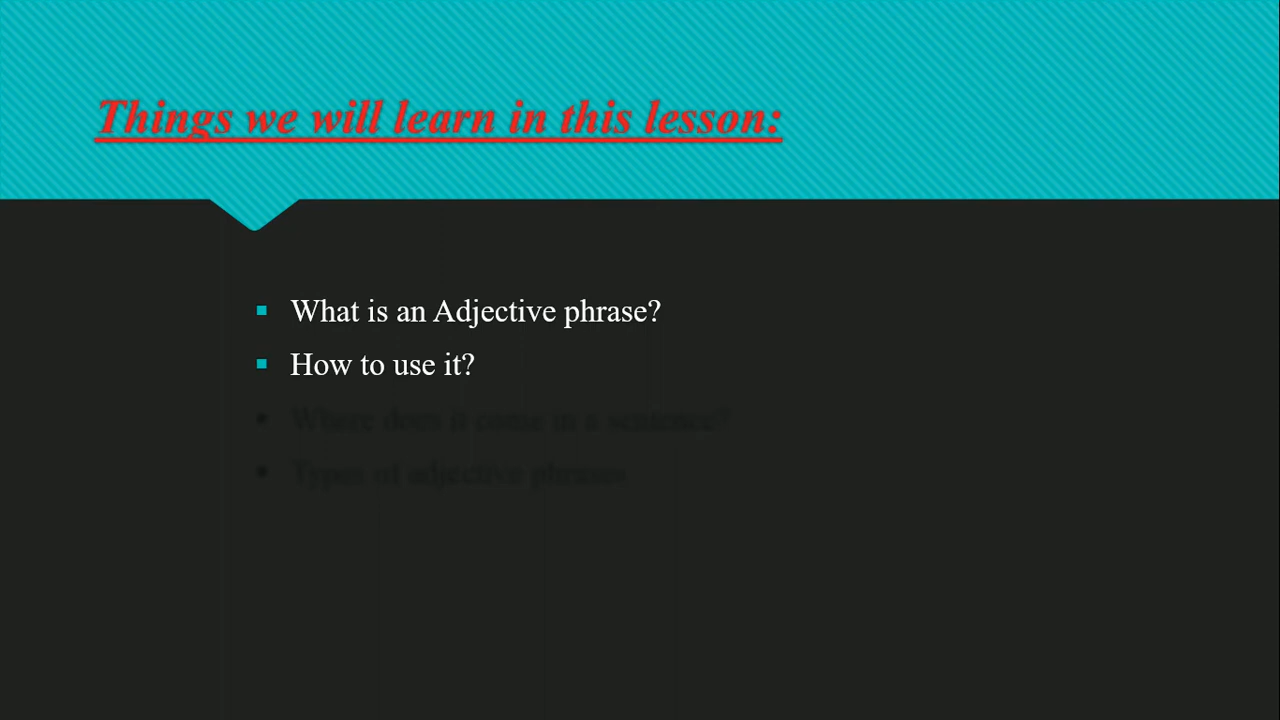 Things we will learn in this lesson:
What is an Adjective phrase?
How to use it?
Where does it come in a sentence?
Types of adjective phrases